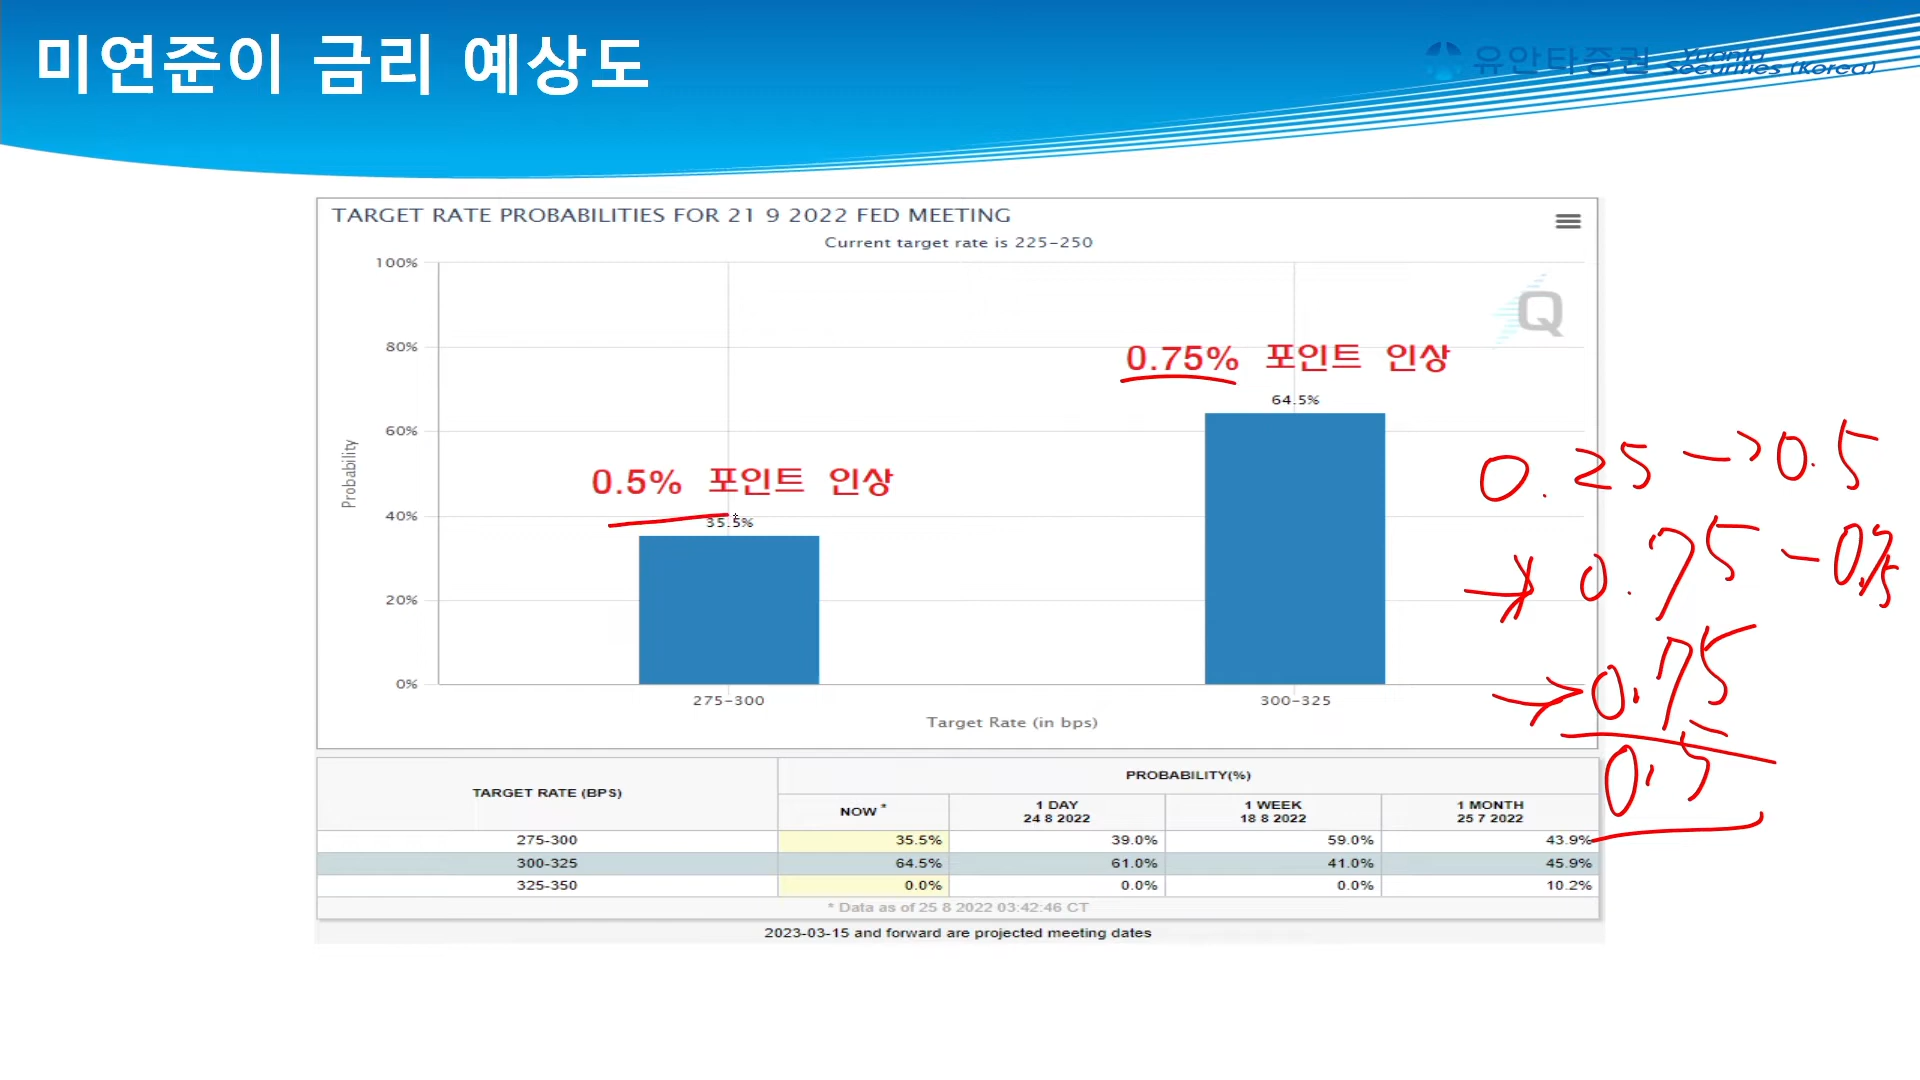 미연준이 금리 예상도
유안타증권 Yuanta Securities (Korea)
TARGET RATE PROBABILITIES FOR 21 9 2022 FED MEETING
Current target rate is 225-250
100%
80%
60%
40%
20%
0%
Probability
Q
0.75% 포인트 인상
64.5%
0.5% 포인트 인상
35.5%
275-300
300-325
Target Rate (in bps)
0.25 → 0.5
→ 0.75 - 0.75
→ 0.75
0.5
TARGET RATE (BPS)
PROBABILITY(%)
NOW *
1 DAY
24 8 2022
1 WEEK
18 8 2022
1 MONTH
25 7 2022
275-300 35.5% 39.0% 59.0% 43.9%
300-325 64.5% 61.0% 41.0% 45.9%
325-350 0.0% 0.0% 0.0% 10.2%
* Data as of 25 8 2022 03:42:46 CT
2023-03-15 and forward are projected meeting dates